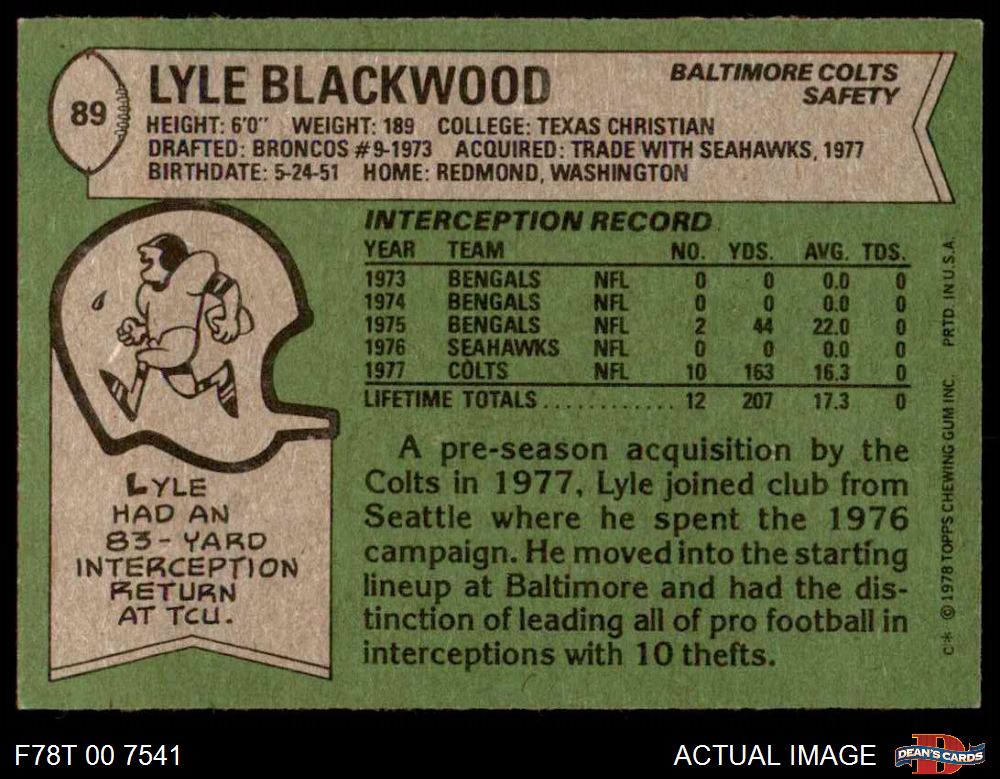 89
LYLE BLACKWOOD
BALTIMORE COLTS
SAFETY
HEIGHT: 6'0" WEIGHT: 189 COLLEGE: TEXAS CHRISTIAN
DRAFTED: BRONCOS #9-1973 ACQUIRED: TRADE WITH SEAHAWKS, 1977
BIRTHDATE: 5-24-51 HOME: REDMOND, WASHINGTON
INTERCEPTION RECORD
YEAR TEAM NO. YDS. AVG. TDS.
1973 BENGALS NFL 0 0 0.0 0
1974 BENGALS NFL 0 0 0.0 0
1975 BENGALS NFL 2 44 22.0 0
1976 SEAHAWKS NFL 0 0 0.0 0
1977 COLTS NFL 10 163 16.3 0
LIFETIME TOTALS............ 12 207 17.3 0
A pre-season acquisition by the
Colts in 1977, Lyle joined club from
Seattle where he spent the 1976
campaign. He moved into the starting
lineup at Baltimore and had the dis-
tinction of leading all of pro football in
interceptions with 10 thefts.
LYLE
HAD AN
83-YARD
INTERCEPTION
RETURN
AT TCU.
C* © 1978 TOPPS CHEWING GUM INC. PRTD. IN U.S.A.
F78T 00 7541
ACTUAL IMAGE
D
DEAN'S CARDS